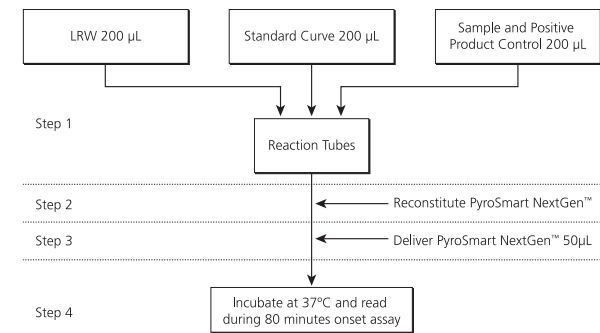 LRW 200 µL
Standard Curve 200 µL
Sample and Positive
Product Control 200 µL
Step 1
Reaction Tubes
Step 2
Reconstitute PyroSmart NextGen™
Step 3
Deliver PyroSmart NextGen™ 50µL
Step 4
Incubate at 37ºC and read
during 80 minutes onset assay